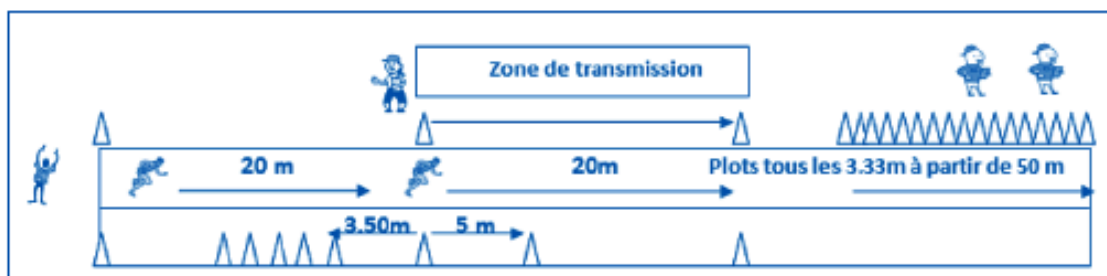 Zone de transmission
20 m
20m
Plots tous les 3.33m à partir de 50 m
3.50m
5 m